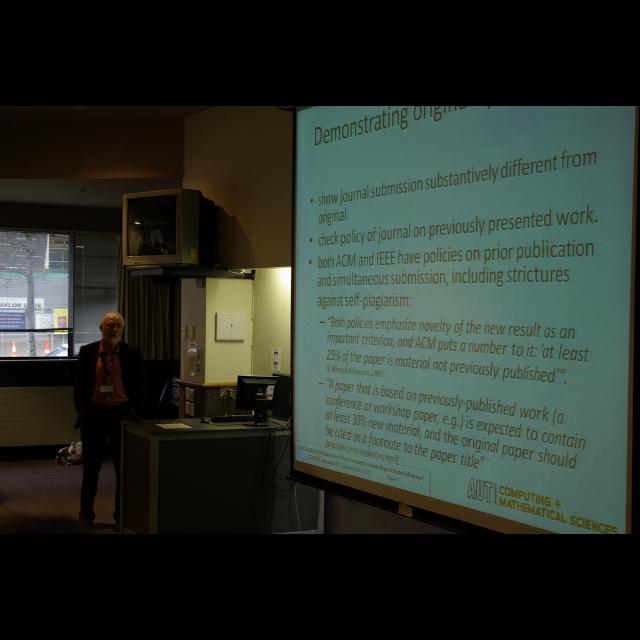 Demonstrating
• show journal submission substantively different from
original.
• check policy of journal on previously presented work.
• both ACM and IEEE have policies on prior publication
and simultaneous submission, including strictures
against self-plagiarism:
– "Both policies emphasize novelty of the new result as an
important criterion, and ACM puts a number to it: 'at least
25% of the paper is material not previously published'".
– "A paper that is based on previously-published work (a
conference or workshop paper, e.g.) is expected to contain
at least 30% new material, and the original paper should
be cited as a footnote to the paper title"
AUT COMPUTING +
MATHEMATICAL SCIENCES